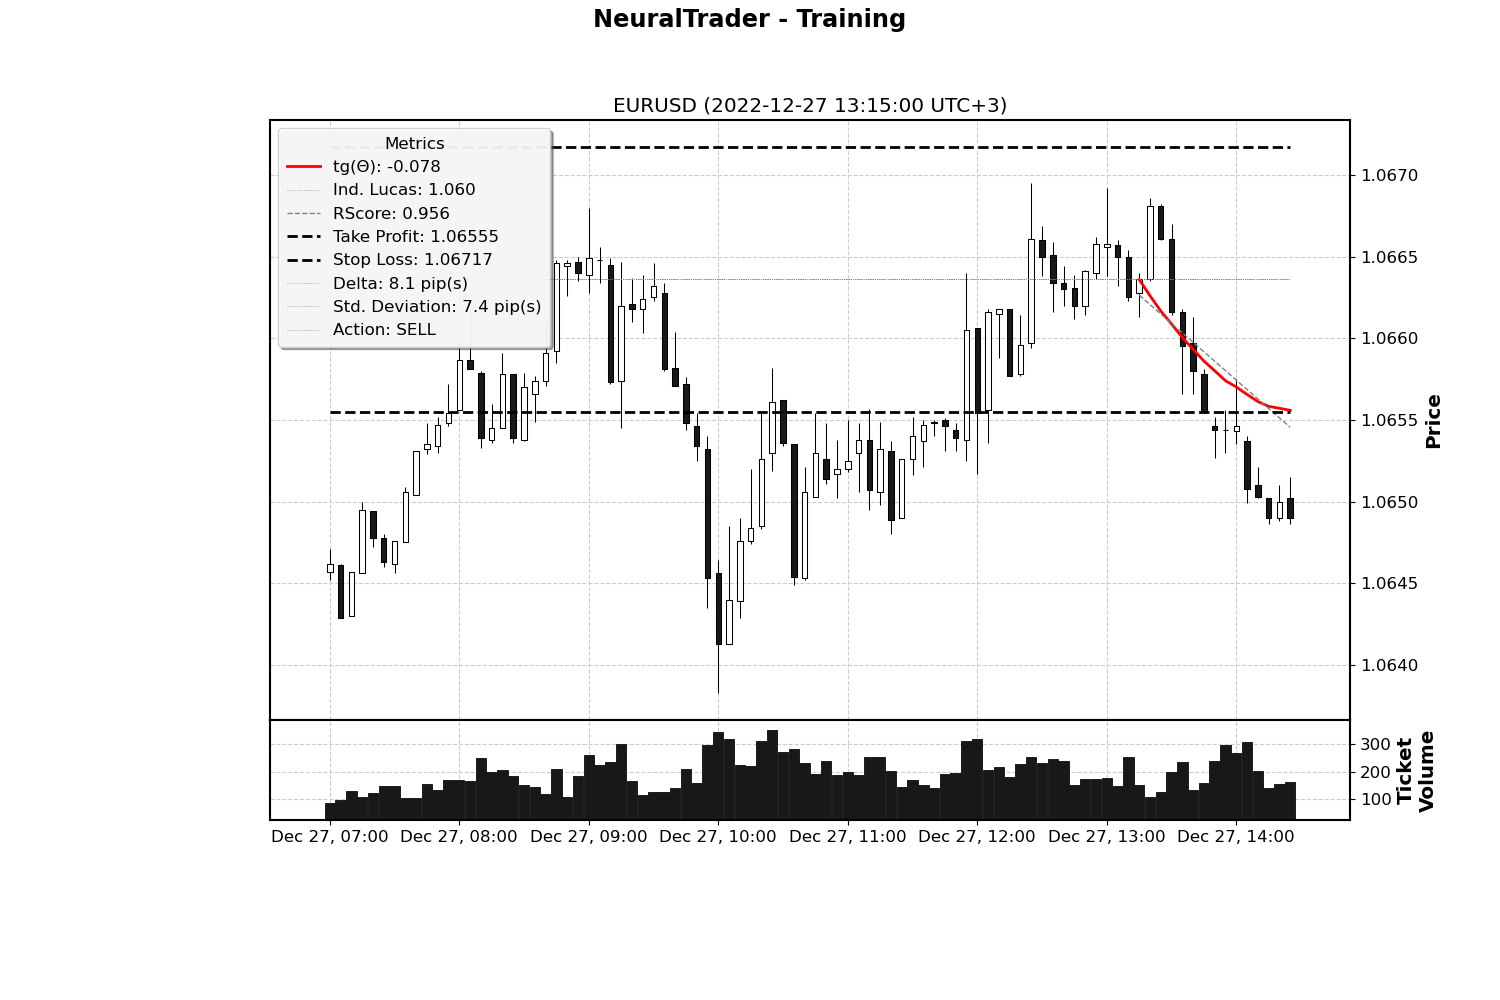 NeuralTrader - Training
EURUSD (2022-12-27 13:15:00 UTC+3)
Metrics
tg(Θ): -0.078
Ind. Lucas: 1.060
RScore: 0.956
Take Profit: 1.06555
Stop Loss: 1.06717
Delta: 8.1 pip(s)
Std. Deviation: 7.4 pip(s)
Action: SELL
1.0670
1.0665
1.0660
1.0655
1.0650
1.0645
1.0640
Price
300
200
100
Ticket
Volume
Dec 27, 07:00 Dec 27, 08:00 Dec 27, 09:00 Dec 27, 10:00 Dec 27, 11:00 Dec 27, 12:00 Dec 27, 13:00 Dec 27, 14:00